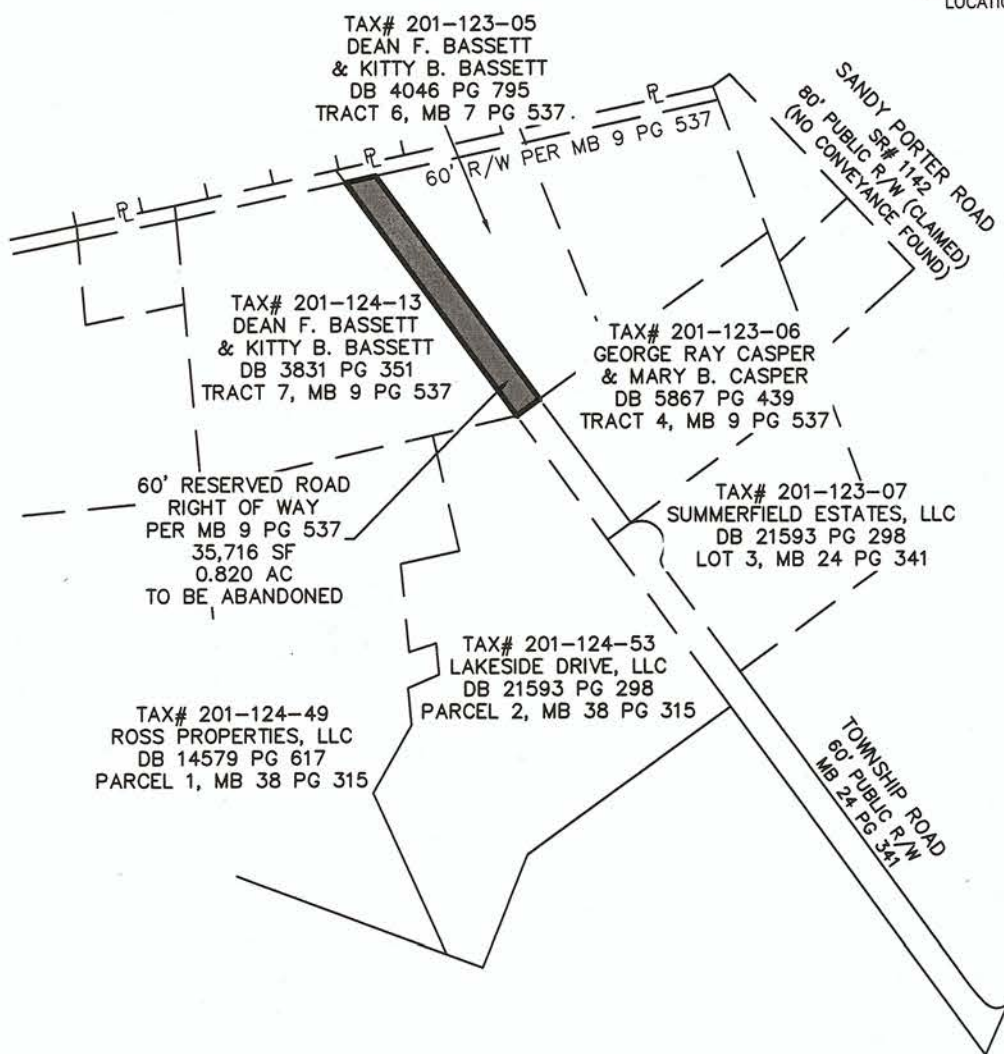 LOCATIO
TAX# 201-123-05
DEAN F. BASSETT
& KITTY B. BASSETT
DB 4046 PG 795
TRACT 6, MB 7 PG 537
60' R/W PER MB 9 PG 537
SANDY PORTER ROAD
SR# 1142
80' PUBLIC R/W (CLAIMED)
(NO CONVEYANCE FOUND)
TAX# 201-124-13
DEAN F. BASSETT
& KITTY B. BASSETT
DB 3831 PG 351
TRACT 7, MB 9 PG 537
TAX# 201-123-06
GEORGE RAY CASPER
& MARY B. CASPER
DB 5867 PG 439
TRACT 4, MB 9 PG 537
60' RESERVED ROAD
RIGHT OF WAY
PER MB 9 PG 537
35,716 SF
0.820 AC
TO BE ABANDONED
TAX# 201-123-07
SUMMERFIELD ESTATES, LLC
DB 21593 PG 298
LOT 3, MB 24 PG 341
TAX# 201-124-53
LAKESIDE DRIVE, LLC
DB 21593 PG 298
PARCEL 2, MB 38 PG 315
TAX# 201-124-49
ROSS PROPERTIES, LLC
DB 14579 PG 617
PARCEL 1, MB 38 PG 315
TOWNSHIP ROAD
60' PUBLIC R/W
MB 24 PG 341